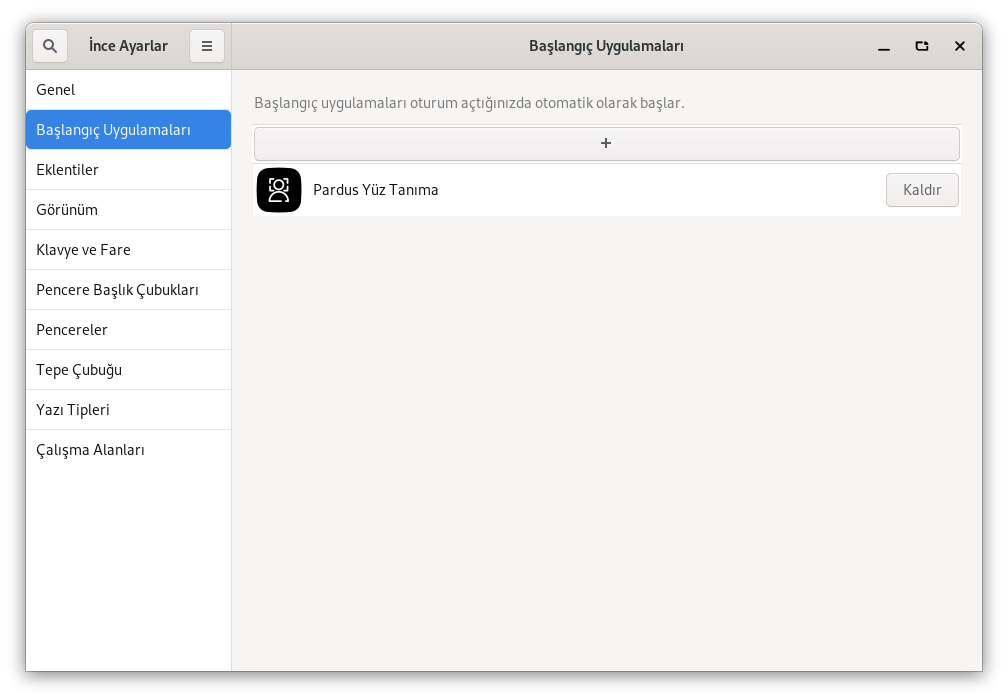 İnce Ayarlar
Başlangıç Uygulamaları
Genel
Başlangıç Uygulamaları
Eklentiler
Görünüm
Klavye ve Fare
Pencere Başlık Çubukları
Pencereler
Tepe Çubuğu
Yazı Tipleri
Çalışma Alanları
Başlangıç uygulamaları oturum açtığınızda otomatik olarak başlar.
+
Pardus Yüz Tanıma
Kaldır